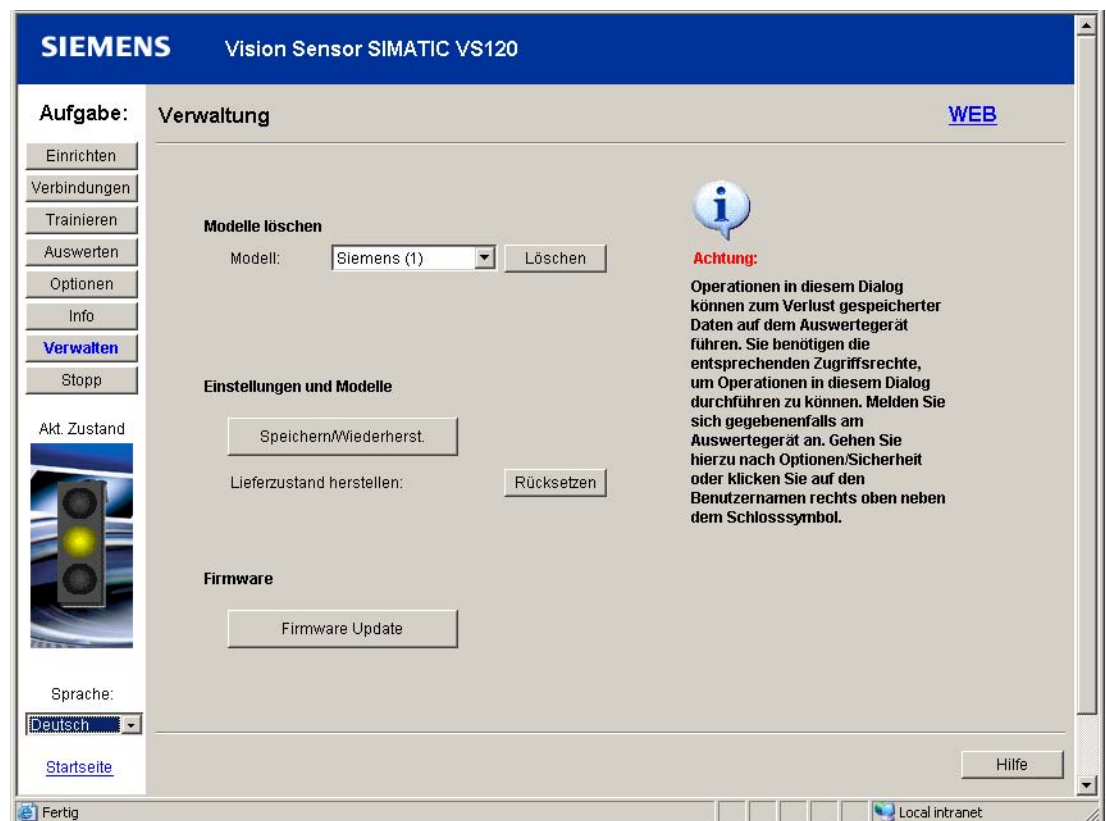 SIEMENS Vision Sensor SIMATIC VS120
Aufgabe:
Einrichten
Verbindungen
Trainieren
Auswerten
Optionen
Info
Verwalten
Stopp
Akt. Zustand
Sprache:
Deutsch
Startseite
Verwaltung
WEB
Modelle löschen
Modell: Siemens (1) Löschen
Einstellungen und Modelle
Speichern/Wiederherst.
Lieferzustand herstellen: Rücksetzen
Firmware
Firmware Update
Achtung:
Operationen in diesem Dialog
können zum Verlust gespeicherter
Daten auf dem Auswertegerät
führen. Sie benötigen die
entsprechenden Zugriffsrechte,
um Operationen in diesem Dialog
durchführen zu können. Melden Sie
sich gegebenenfalls am
Auswertegerät an. Gehen Sie
hierzu nach Optionen/Sicherheit
oder klicken Sie auf den
Benutzernamen rechts oben neben
dem Schlosssymbol.
Hilfe
Fertig
Local intranet